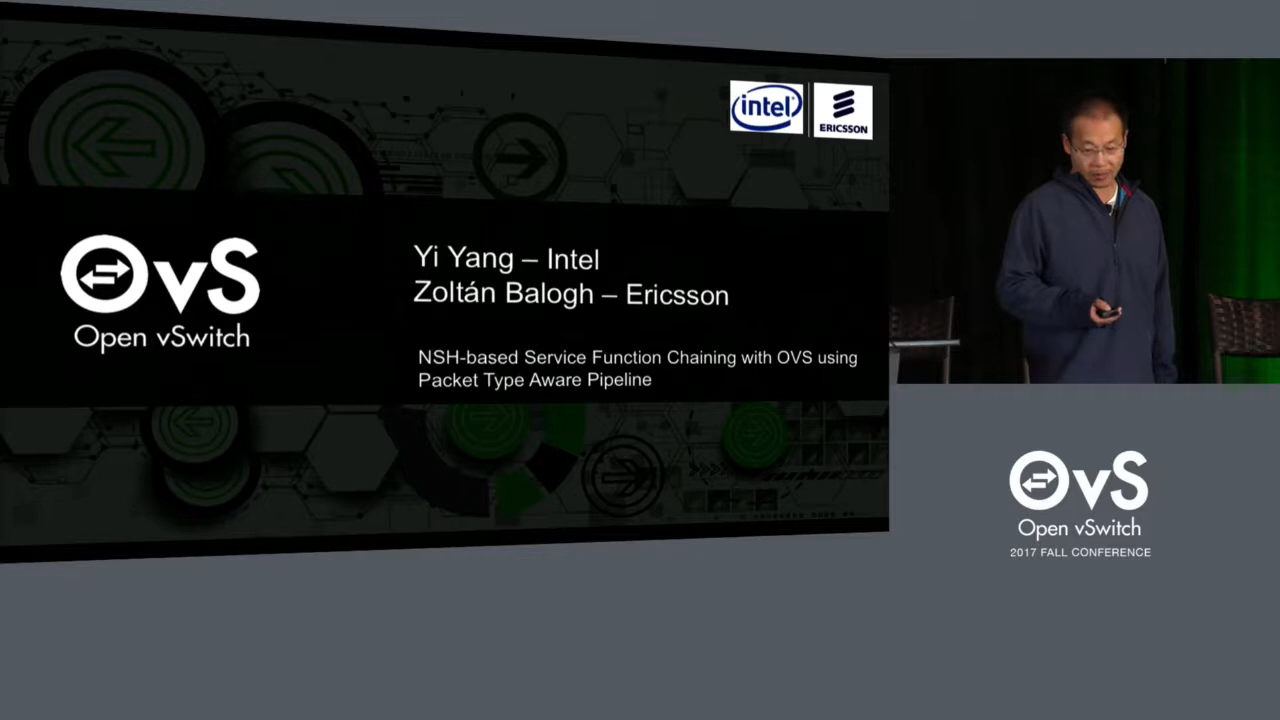 intel
ERICSSON
OvS
Open vSwitch
Yi Yang – Intel
Zoltán Balogh – Ericsson
NSH-based Service Function Chaining with OVS using
Packet Type Aware Pipeline
OvS
Open vSwitch
2017 FALL CONFERENCE